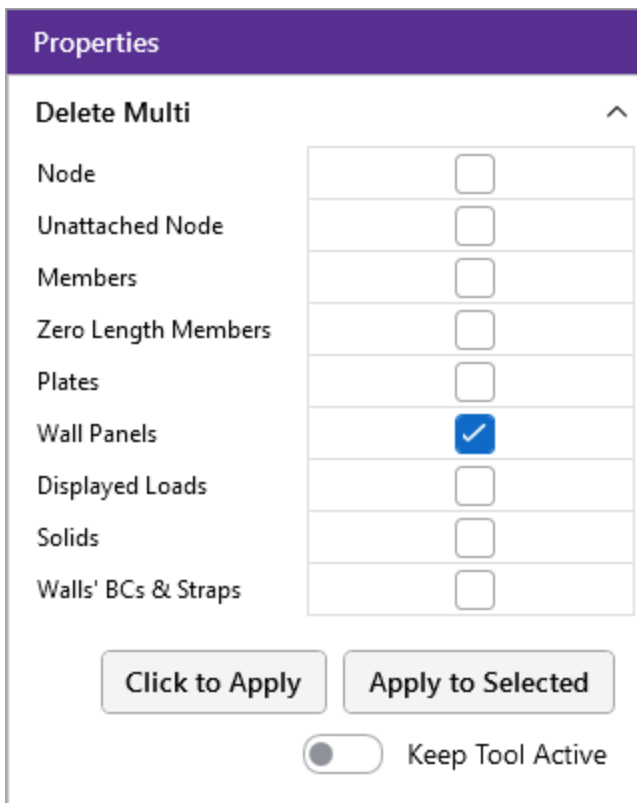 Properties
Delete Multi
Node
Unattached Node
Members
Zero Length Members
Plates
Wall Panels
Displayed Loads
Solids
Walls' BCs & Straps
Click to Apply Apply to Selected
Keep Tool Active